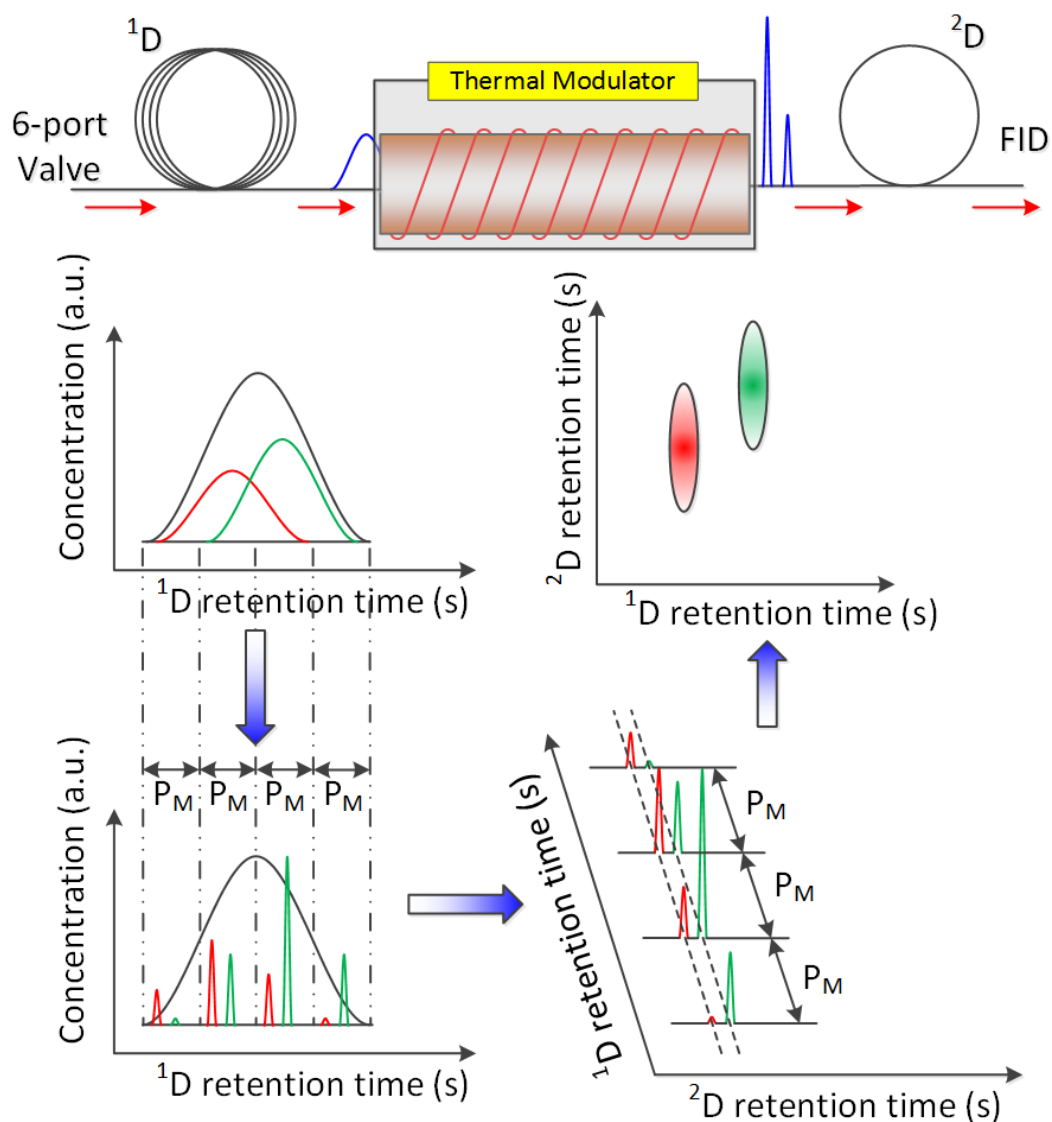 ¹D
Thermal Modulator
²D
6-port
Valve
FID
Concentration (a.u.)
¹D retention time (s)
²D retention time (s)
¹D retention time (s)
Concentration (a.u.)
P_M P_M P_M P_M
¹D retention time (s)
¹D retention time (s)
P_M
P_M
P_M
²D retention time (s)